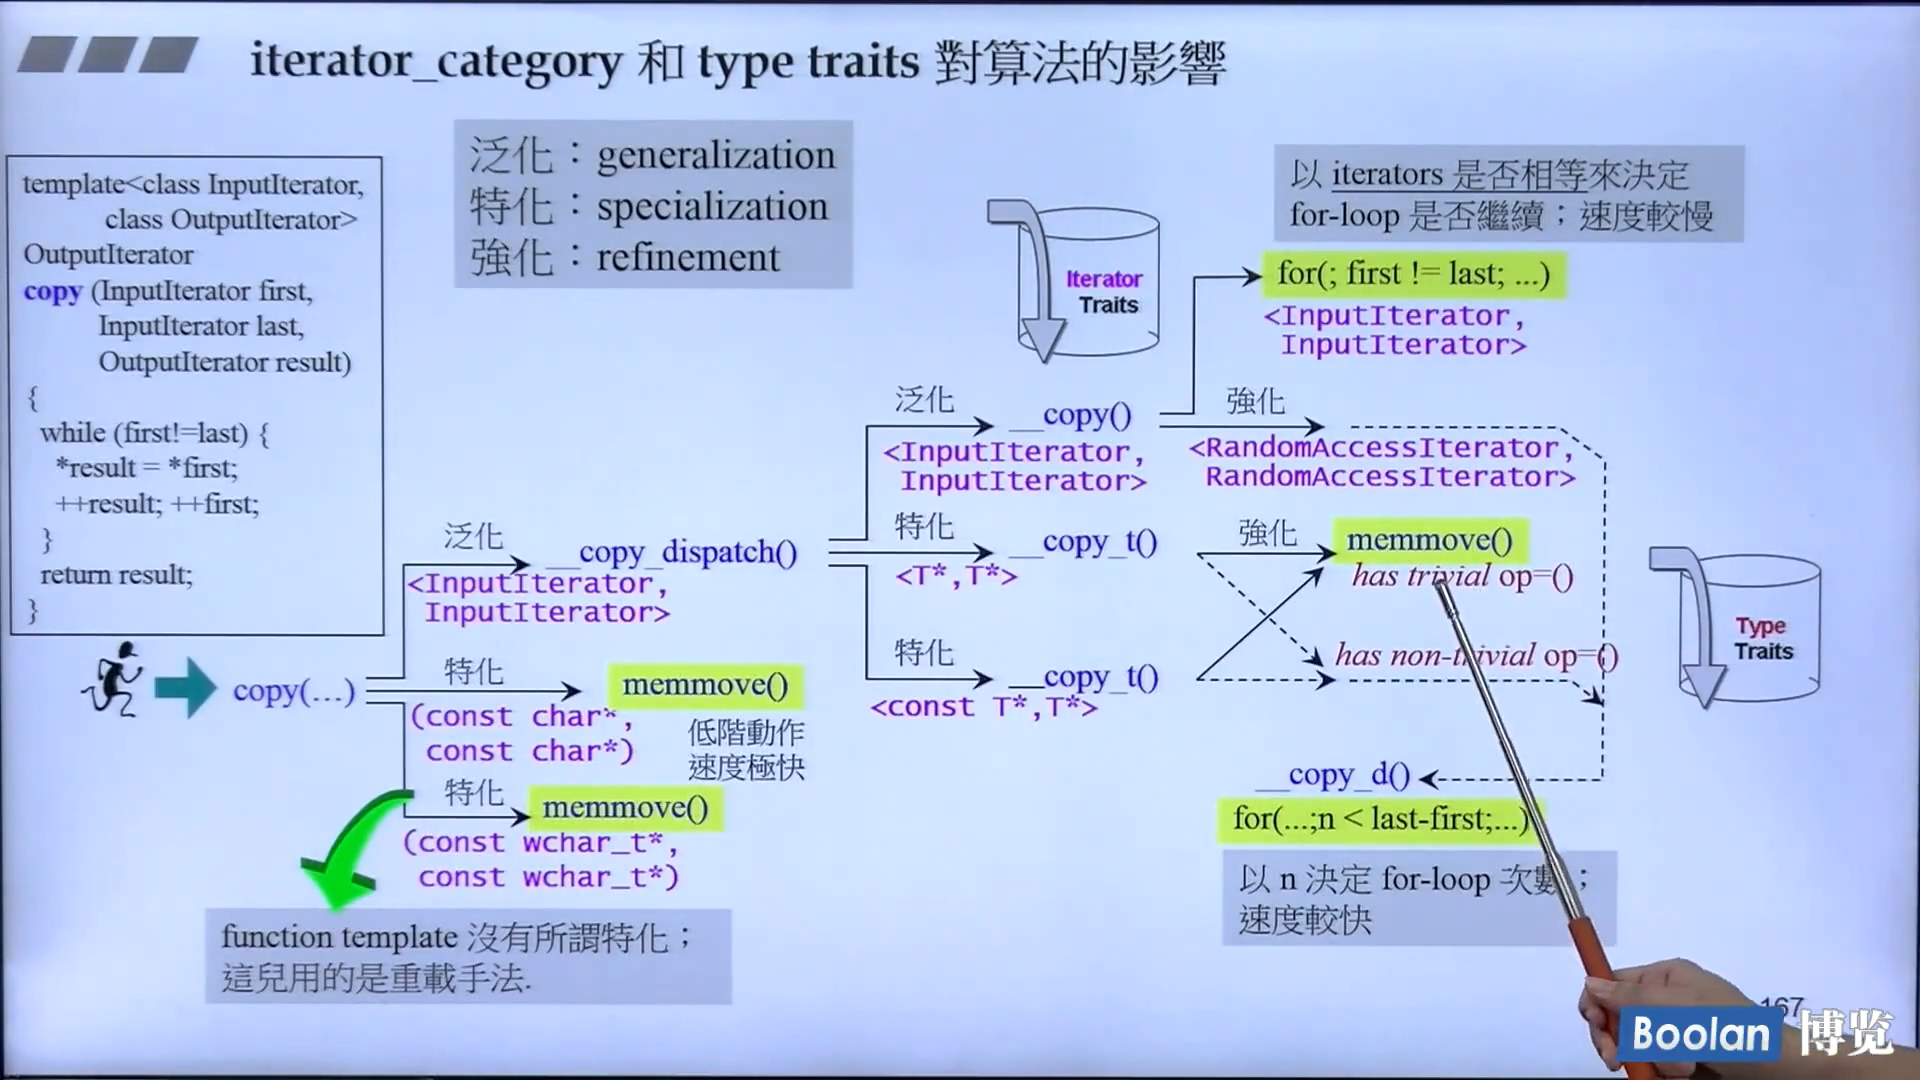 iterator_category 和 type traits 對算法的影響
泛化：generalization
特化：specialization
強化：refinement
template<class InputIterator,
class OutputIterator>
OutputIterator
copy (InputIterator first,
InputIterator last,
OutputIterator result)
{
while (first!=last) {
*result = *first;
++result; ++first;
}
return result;
}
copy(…)
泛化
__copy_dispatch()
<InputIterator,
InputIterator>
特化
memmove()
(const char*,
const char*)
低階動作
速度極快
特化
memmove()
(const wchar_t*,
const wchar_t*)
function template 沒有所謂特化；
這兒用的是重載手法.
Iterator
Traits
泛化
__copy()
<InputIterator,
InputIterator>
特化
__copy_t()
<T*,T*>
特化
__copy_t()
<const T*,T*>
以 iterators 是否相等來決定
for-loop 是否繼續；速度較慢
for(; first != last; ...)
<InputIterator,
InputIterator>
強化
<RandomAccessIterator,
RandomAccessIterator>
強化
memmove()
has trivial op=()
has non-trivial op=()
Type
Traits
__copy_d()
for(...;n < last-first;...)
以 n 決定 for-loop 次數；
速度較快
167
Boolan 博览